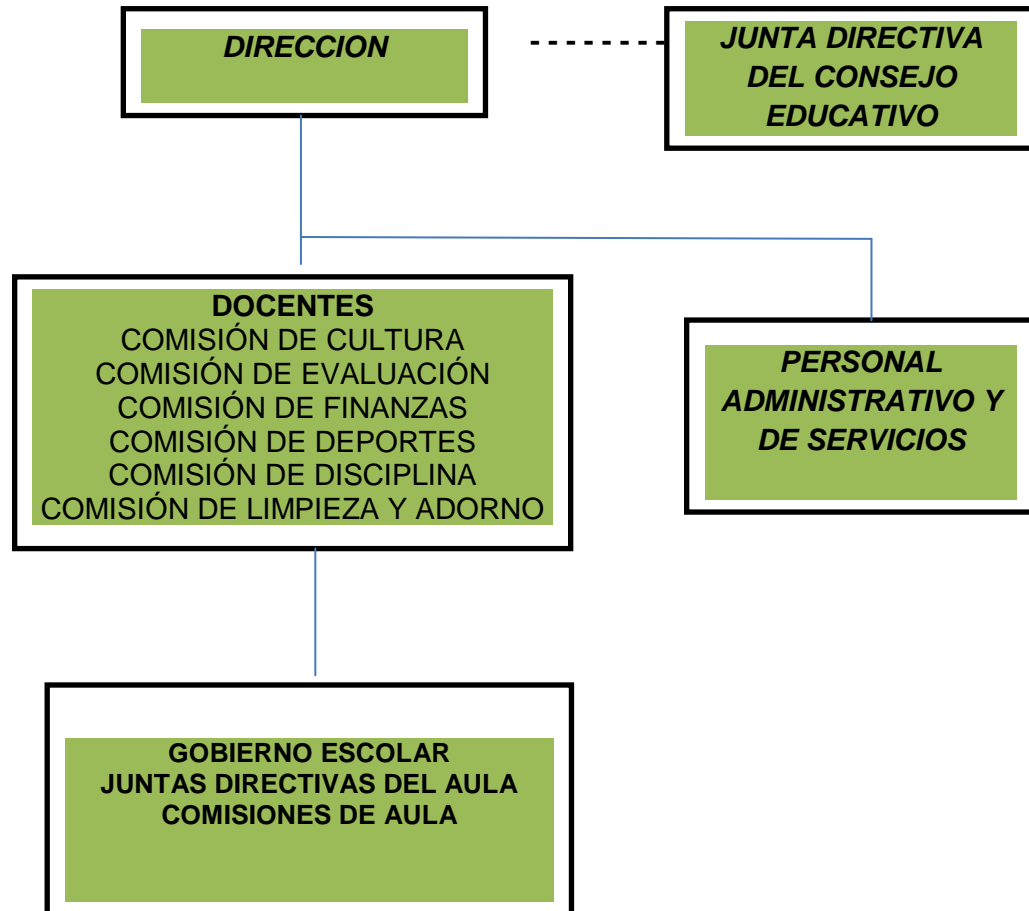 DIRECCION
JUNTA DIRECTIVA
DEL CONSEJO
EDUCATIVO
DOCENTES
COMISIÓN DE CULTURA
COMISIÓN DE EVALUACIÓN
COMISIÓN DE FINANZAS
COMISIÓN DE DEPORTES
COMISIÓN DE DISCIPLINA
COMISIÓN DE LIMPIEZA Y ADORNO
PERSONAL
ADMINISTRATIVO Y
DE SERVICIOS
GOBIERNO ESCOLAR
JUNTAS DIRECTIVAS DEL AULA
COMISIONES DE AULA